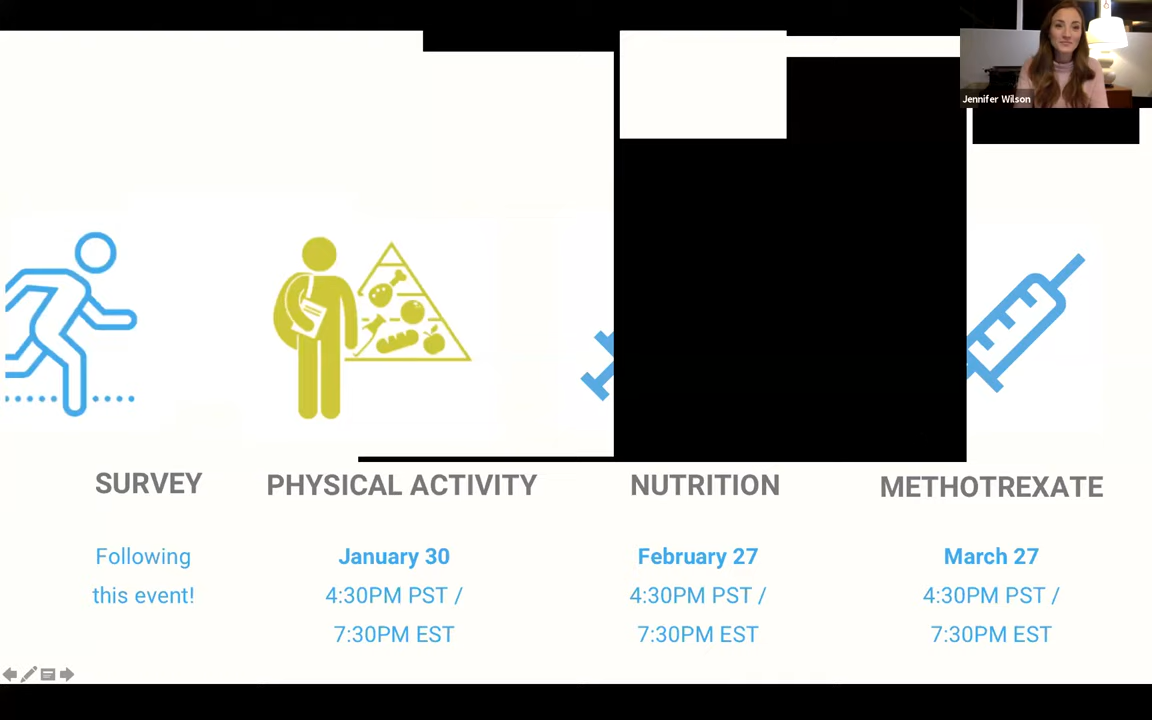 Jennifer Wilson
SURVEY
PHYSICAL ACTIVITY
NUTRITION
METHOTREXATE
Following
this event!
January 30
4:30PM PST /
7:30PM EST
February 27
4:30PM PST /
7:30PM EST
March 27
4:30PM PST /
7:30PM EST